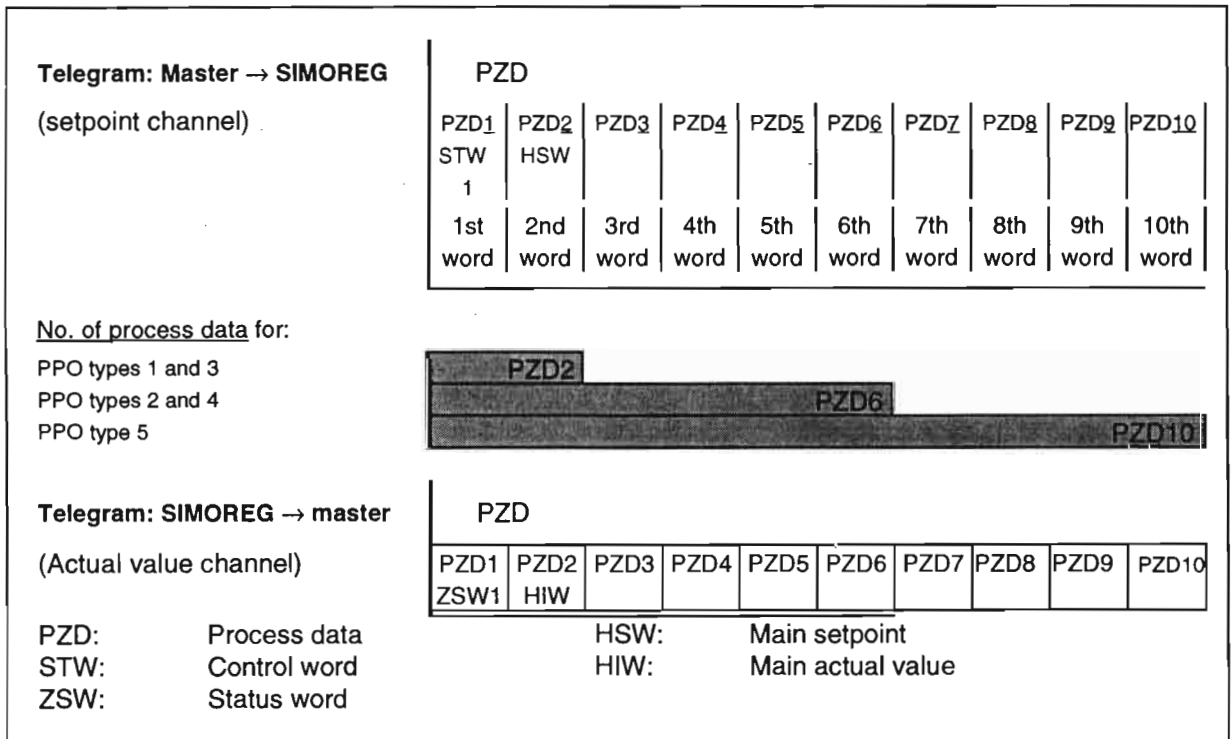 Telegram: Master → SIMOREG
PZD
(setpoint channel)
PZD1 PZD2 PZD3 PZD4 PZD5 PZD6 PZD7 PZD8 PZD9 PZD10
STW HSW
1
1st 2nd 3rd 4th 5th 6th 7th 8th 9th 10th
word word word word word word word word word word
No. of process data for:
PPO types 1 and 3 PZD2
PPO types 2 and 4 PZD6
PPO type 5 PZD10
Telegram: SIMOREG → master
PZD
(Actual value channel)
PZD1 PZD2 PZD3 PZD4 PZD5 PZD6 PZD7 PZD8 PZD9 PZD10
ZSW1 HIW
PZD: Process data HSW: Main setpoint
STW: Control word HIW: Main actual value
ZSW: Status word